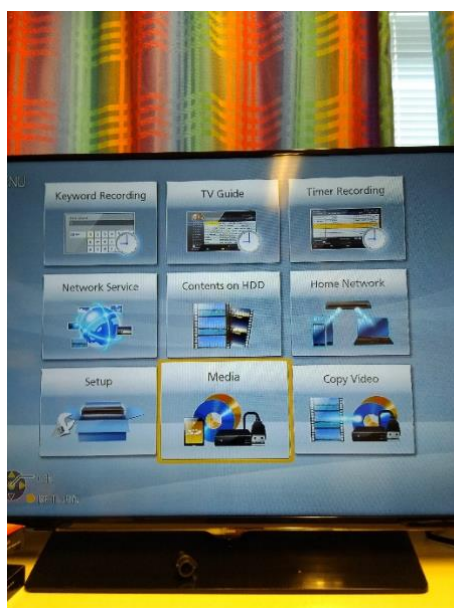 Keyword Recording
TV Guide
Timer Recording
Network Service
Contents on HDD
Home Network
Setup
Media
Copy Video